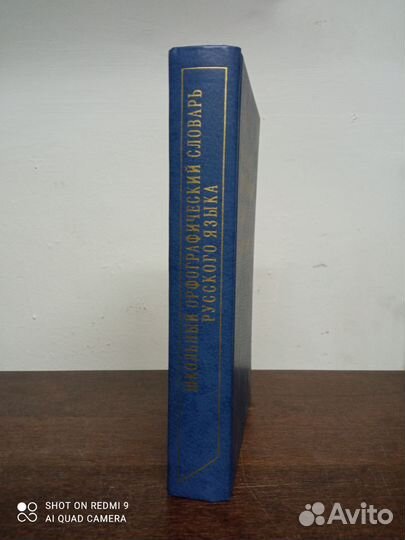 ШКОЛЬНЫЙ ОРФОГРАФИЧЕСКИЙ СЛОВАРЬ
РУССКОГО ЯЗЫКА
SHOT ON REDMI 9
AI QUAD CAMERA
Avito